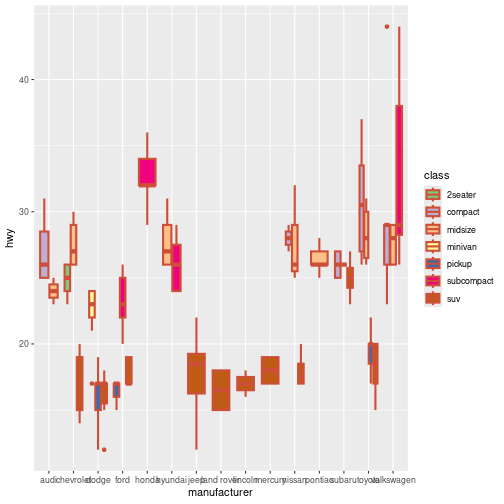 40
30
20
hwy
audi chevrolet dodge ford honda hyundai jeep land rover lincoln mercury nissan pontiac subaru toyota volkswagen
manufacturer
class
2seater
compact
midsize
minivan
pickup
subcompact
suv